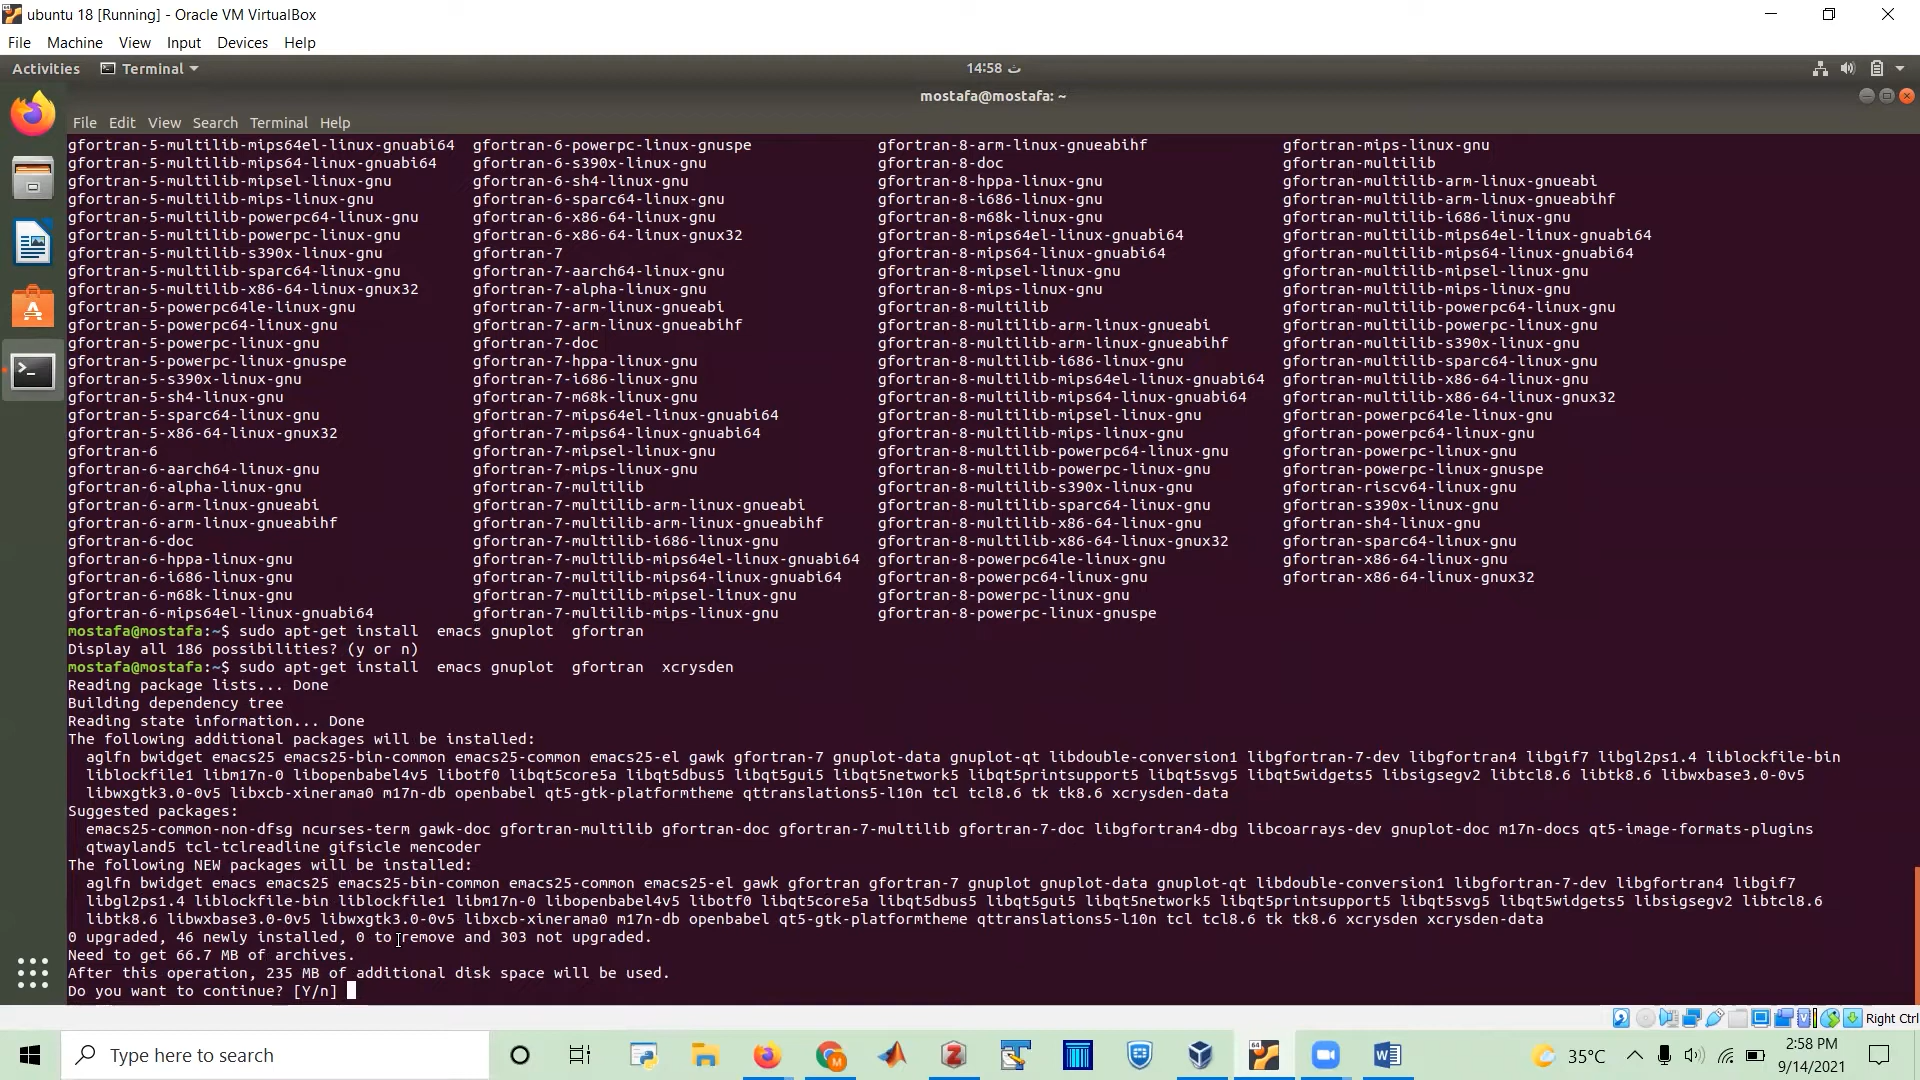 ubuntu 18 [Running] - Oracle VM VirtualBox
File Machine View Input Devices Help
Activities Terminal 14:58 ث
mostafa@mostafa: ~
File Edit View Search Terminal Help
gfortran-5-multilib-mips64el-linux-gnuabi64 gfortran-6-powerpc-linux-gnuspe gfortran-8-arm-linux-gnueabihf gfortran-mips-linux-gnu
gfortran-5-multilib-mips64-linux-gnuabi64 gfortran-6-s390x-linux-gnu gfortran-8-doc gfortran-multilib
gfortran-5-multilib-mipsel-linux-gnu gfortran-6-sh4-linux-gnu gfortran-8-hppa-linux-gnu gfortran-multilib-arm-linux-gnueabi
gfortran-5-multilib-mips-linux-gnu gfortran-6-sparc64-linux-gnu gfortran-8-i686-linux-gnu gfortran-multilib-arm-linux-gnueabihf
gfortran-5-multilib-powerpc64-linux-gnu gfortran-6-x86-64-linux-gnu gfortran-8-m68k-linux-gnu gfortran-multilib-i686-linux-gnu
gfortran-5-multilib-powerpc-linux-gnu gfortran-6-x86-64-linux-gnux32 gfortran-8-mips64el-linux-gnuabi64 gfortran-multilib-mips64el-linux-gnuabi64
gfortran-5-multilib-s390x-linux-gnu gfortran-7 gfortran-8-mips64-linux-gnuabi64 gfortran-multilib-mips64-linux-gnuabi64
gfortran-5-multilib-sparc64-linux-gnu gfortran-7-aarch64-linux-gnu gfortran-8-mipsel-linux-gnu gfortran-multilib-mipsel-linux-gnu
gfortran-5-multilib-x86-64-linux-gnux32 gfortran-7-alpha-linux-gnu gfortran-8-mips-linux-gnu gfortran-multilib-mips-linux-gnu
gfortran-5-powerpc64le-linux-gnu gfortran-7-arm-linux-gnueabi gfortran-8-multilib gfortran-multilib-powerpc64-linux-gnu
gfortran-5-powerpc64-linux-gnu gfortran-7-arm-linux-gnueabihf gfortran-8-multilib-arm-linux-gnueabi gfortran-multilib-powerpc-linux-gnu
gfortran-5-powerpc-linux-gnu gfortran-7-doc gfortran-8-multilib-arm-linux-gnueabihf gfortran-multilib-s390x-linux-gnu
gfortran-5-powerpc-linux-gnuspe gfortran-7-hppa-linux-gnu gfortran-8-multilib-i686-linux-gnu gfortran-multilib-sparc64-linux-gnu
gfortran-5-s390x-linux-gnu gfortran-7-i686-linux-gnu gfortran-8-multilib-mips64el-linux-gnuabi64 gfortran-multilib-x86-64-linux-gnu
gfortran-5-sh4-linux-gnu gfortran-7-m68k-linux-gnu gfortran-8-multilib-mips64-linux-gnuabi64 gfortran-multilib-x86-64-linux-gnux32
gfortran-5-sparc64-linux-gnu gfortran-7-mips64el-linux-gnuabi64 gfortran-8-multilib-mipsel-linux-gnu gfortran-powerpc64le-linux-gnu
gfortran-5-x86-64-linux-gnux32 gfortran-7-mips64-linux-gnuabi64 gfortran-8-multilib-mips-linux-gnu gfortran-powerpc64-linux-gnu
gfortran-6 gfortran-7-mipsel-linux-gnu gfortran-8-multilib-powerpc64-linux-gnu gfortran-powerpc-linux-gnu
gfortran-6-aarch64-linux-gnu gfortran-7-mips-linux-gnu gfortran-8-multilib-powerpc-linux-gnu gfortran-powerpc-linux-gnuspe
gfortran-6-alpha-linux-gnu gfortran-7-multilib gfortran-8-multilib-s390x-linux-gnu gfortran-riscv64-linux-gnu
gfortran-6-arm-linux-gnueabi gfortran-7-multilib-arm-linux-gnueabi gfortran-8-multilib-sparc64-linux-gnu gfortran-s390x-linux-gnu
gfortran-6-arm-linux-gnueabihf gfortran-7-multilib-arm-linux-gnueabihf gfortran-8-multilib-x86-64-linux-gnu gfortran-sh4-linux-gnu
gfortran-6-doc gfortran-7-multilib-i686-linux-gnu gfortran-8-multilib-x86-64-linux-gnux32 gfortran-sparc64-linux-gnu
gfortran-6-hppa-linux-gnu gfortran-7-multilib-mips64el-linux-gnuabi64 gfortran-8-powerpc64le-linux-gnu gfortran-x86-64-linux-gnu
gfortran-6-i686-linux-gnu gfortran-7-multilib-mips64-linux-gnuabi64 gfortran-8-powerpc64-linux-gnu gfortran-x86-64-linux-gnux32
gfortran-6-m68k-linux-gnu gfortran-7-multilib-mipsel-linux-gnu gfortran-8-powerpc-linux-gnu
gfortran-6-mips64el-linux-gnuabi64 gfortran-7-multilib-mips-linux-gnu gfortran-8-powerpc-linux-gnuspe
mostafa@mostafa:~$ sudo apt-get install  emacs gnuplot  gfortran
Display all 186 possibilities? (y or n)
mostafa@mostafa:~$ sudo apt-get install  emacs gnuplot  gfortran  xcrysden
Reading package lists... Done
Building dependency tree
Reading state information... Done
The following additional packages will be installed:
aglfn bwidget emacs25 emacs25-bin-common emacs25-common emacs25-el gawk gfortran-7 gnuplot-data gnuplot-qt libdouble-conversion1 libgfortran-7-dev libgfortran4 libgif7 libgl2ps1.4 liblockfile-bin
liblockfile1 libm17n-0 libopenbabel4v5 libotf0 libqt5core5a libqt5dbus5 libqt5gui5 libqt5network5 libqt5printsupport5 libqt5svg5 libqt5widgets5 libsigsegv2 libtcl8.6 libtk8.6 libwxbase3.0-0v5
libwxgtk3.0-0v5 libxcb-xinerama0 m17n-db openbabel qt5-gtk-platformtheme qttranslations5-l10n tcl tcl8.6 tk tk8.6 xcrysden-data
Suggested packages:
emacs25-common-non-dfsg ncurses-term gawk-doc gfortran-multilib gfortran-doc gfortran-7-multilib gfortran-7-doc libgfortran4-dbg libcoarrays-dev gnuplot-doc m17n-docs qt5-image-formats-plugins
qtwayland5 tcl-tclreadline gifsicle mencoder
The following NEW packages will be installed:
aglfn bwidget emacs emacs25 emacs25-bin-common emacs25-common emacs25-el gawk gfortran gfortran-7 gnuplot gnuplot-data gnuplot-qt libdouble-conversion1 libgfortran-7-dev libgfortran4 libgif7
libgl2ps1.4 liblockfile-bin liblockfile1 libm17n-0 libopenbabel4v5 libotf0 libqt5core5a libqt5dbus5 libqt5gui5 libqt5network5 libqt5printsupport5 libqt5svg5 libqt5widgets5 libsigsegv2 libtcl8.6
libtk8.6 libwxbase3.0-0v5 libwxgtk3.0-0v5 libxcb-xinerama0 m17n-db openbabel qt5-gtk-platformtheme qttranslations5-l10n tcl tcl8.6 tk tk8.6 xcrysden xcrysden-data
0 upgraded, 46 newly installed, 0 to remove and 303 not upgraded.
Need to get 66.7 MB of archives.
After this operation, 235 MB of additional disk space will be used.
Do you want to continue? [Y/n]
Right Ctrl
Type here to search 35°C 2:58 PM
9/14/2021